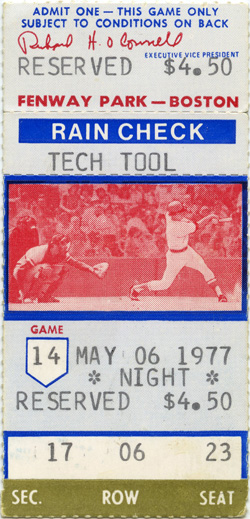 ADMIT ONE—THIS GAME ONLY
SUBJECT TO CONDITIONS ON BACK
Richard H. O'Connell
EXECUTIVE VICE PRESIDENT
RESERVED $4.50
FENWAY PARK—BOSTON
RAIN CHECK
TECH TOOL
GAME
14 MAY 06 1977
* NIGHT *
RESERVED $4.50
17 06 23
SEC. ROW SEAT